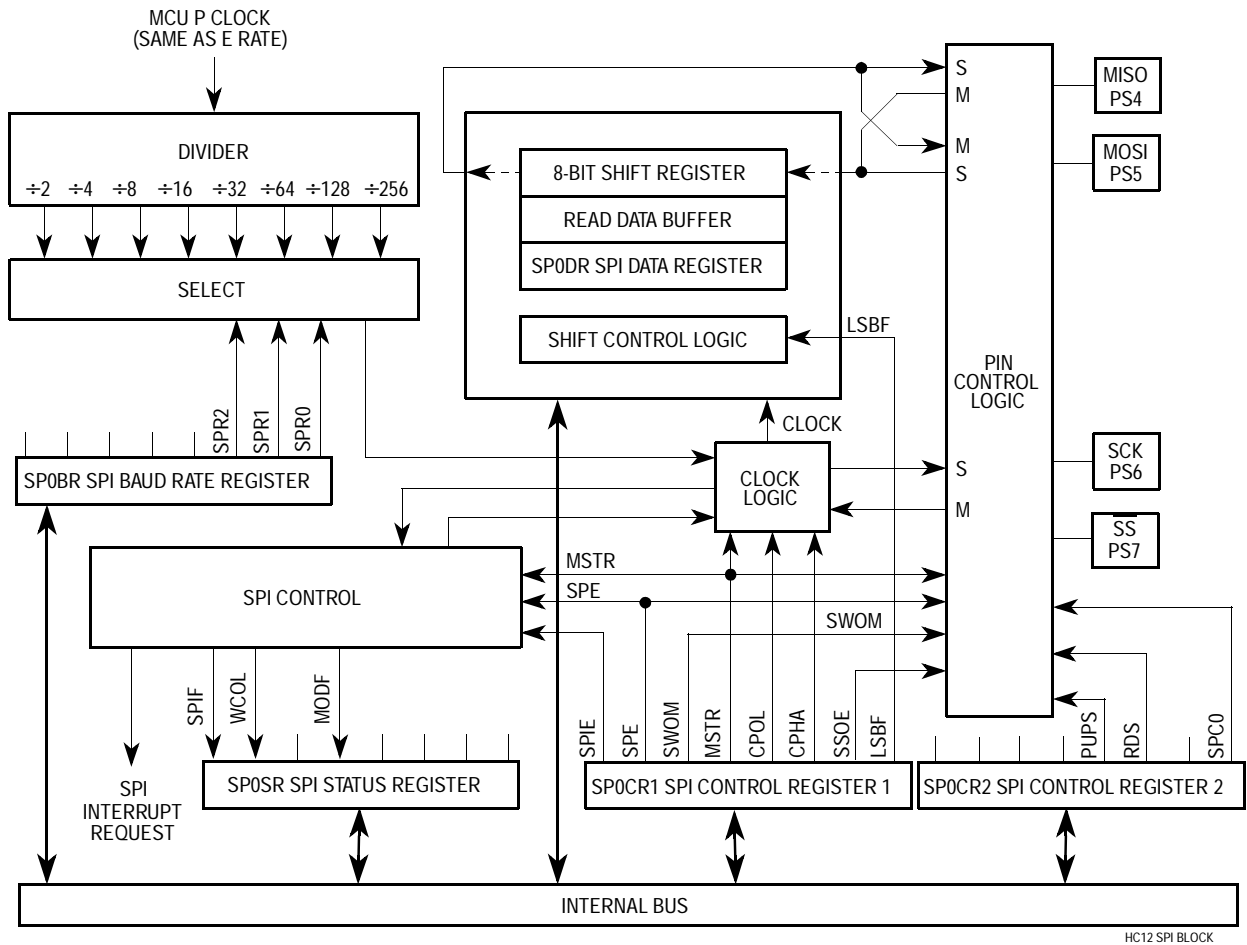 MCU P CLOCK
(SAME AS E RATE)
DIVIDER
÷2 ÷4 ÷8 ÷16 ÷32 ÷64 ÷128 ÷256
SELECT
SPR2
SPR1
SPR0
SP0BR SPI BAUD RATE REGISTER
8-BIT SHIFT REGISTER
READ DATA BUFFER
SP0DR SPI DATA REGISTER
SHIFT CONTROL LOGIC
LSBF
CLOCK
CLOCK
LOGIC
S
M
M
S
S
M
PIN
CONTROL
LOGIC
MISO
PS4
MOSI
PS5
SCK
PS6
SS
PS7
SPI CONTROL
MSTR
SPE
SWOM
SPIF
WCOL
MODF
SPI
INTERRUPT
REQUEST
SP0SR SPI STATUS REGISTER
SPIE
SPE
SWOM
MSTR
CPOL
CPHA
SSOE
LSBF
SP0CR1 SPI CONTROL REGISTER 1
PUPS
RDS
SPC0
SP0CR2 SPI CONTROL REGISTER 2
INTERNAL BUS
HC12 SPI BLOCK